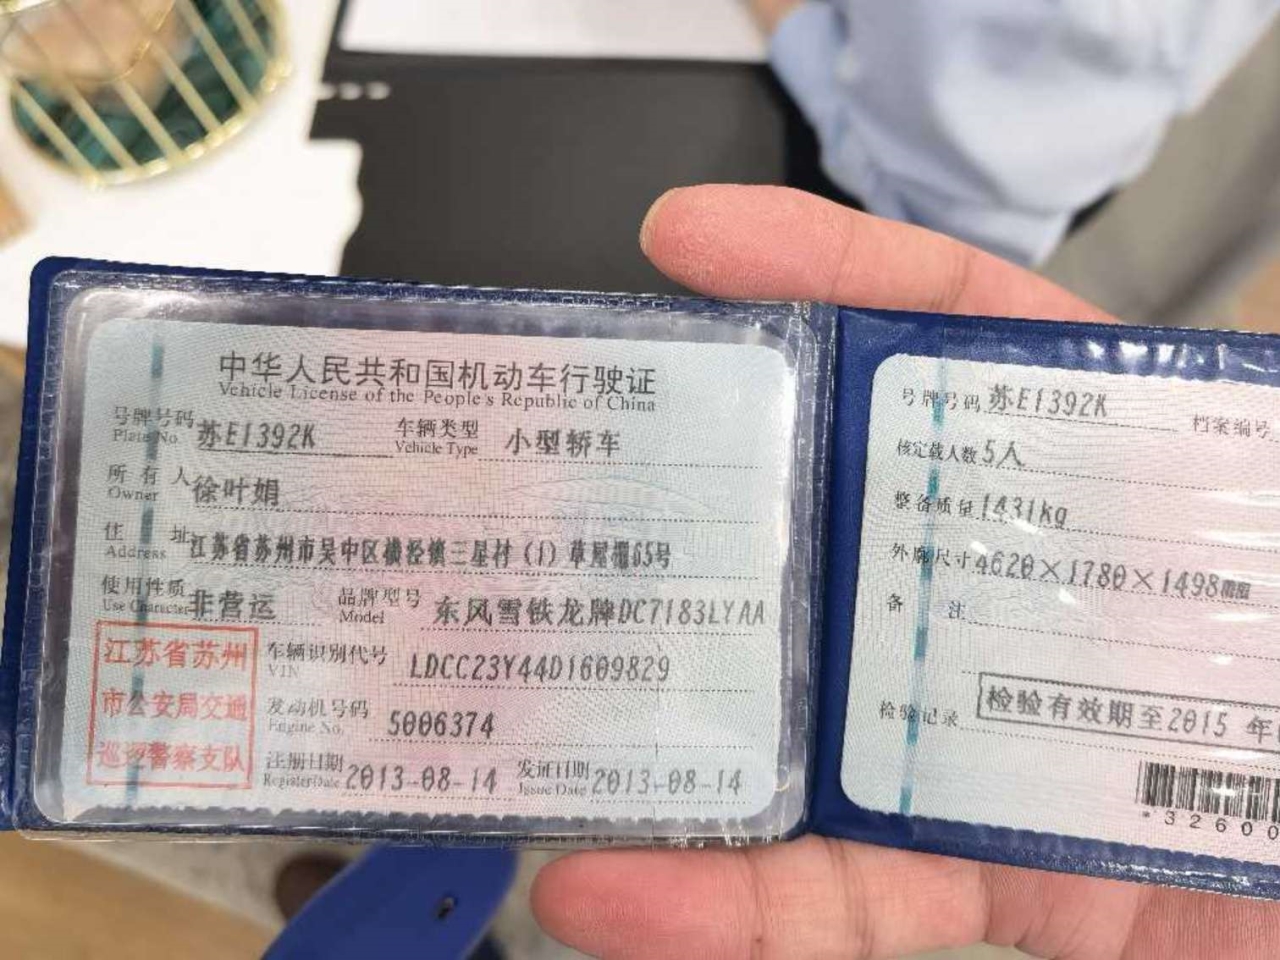 中华人民共和国机动车行驶证
Vehicle License of the People's Republic of China
号牌号码 苏E1392K 车辆类型 小型轿车
Plate No. Vehicle Type
所有人 徐叶娟
Owner
住址 江苏省苏州市吴中区横泾镇三星村(1)草屋棚65号
Address
使用性质 非营运 品牌型号 东风雪铁龙牌DC7183LYAA
Use Character Model
江苏省苏州
市公安局交通
巡逻警察支队
车辆识别代号 LDCC23Y44D1609829
VIN
发动机号码 5006374
Engine No.
注册日期 2013-08-14 发证日期 2013-08-14
Register Date Issue Date
号牌号码 苏E1392K 档案编号
核定载人数 5人
整备质量 1431kg
外廓尺寸 4620×1780×1498mm
备注
检验记录 检验有效期至2015 年
*32600